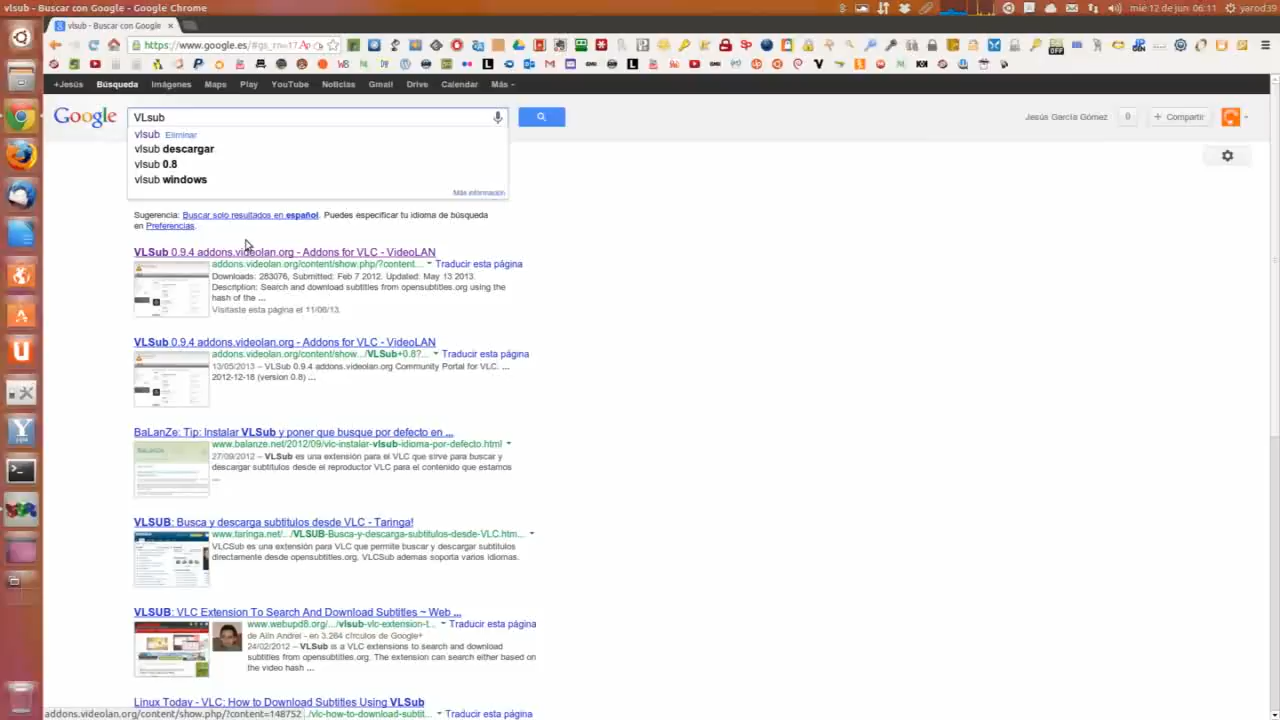 vlsub - Buscar con Google - Google Chrome
mié 12 de jun, 06:11
yarod39
vlsub - Buscar con Google
https://www.google.es/#gs_rn=17
+Jesús Búsqueda Imágenes Maps Play YouTube Noticias Gmail Drive Calendar Más
Google
VLsub
Jesús García GÓmez 0 + Compartir
vlsub Eliminar
vlsub descargar
vlsub 0.8
vlsub windows
Más información
Sugerencia: Buscar solo resultados en español. Puedes especificar tu idioma de búsqueda
en Preferencias.
VLSub 0.9.4 addons.videolan.org - Addons for VLC - VideoLAN
addons.videolan.org/content/show.php/?content... Traducir esta página
Downloads: 283076, Submitted: Feb 7 2012. Updated: May 13 2013.
Description: Search and download subtitles from opensubtitles.org using the
hash of the ...
Visitaste esta página el 11/06/13.
VLSub 0.9.4 addons.videolan.org - Addons for VLC - VideoLAN
addons.videolan.org/content/show.../VLSub+0.8?... Traducir esta página
13/05/2013 – VLSub 0.9.4 addons.videolan.org Community Portal for VLC. ...
2012-12-18 (version 0.8) ...
BaLanZe: Tip: Instalar VLSub y poner que busque por defecto en ...
www.balanze.net/2012/09/vlc-instalar-vlsub-idioma-por-defecto.html
27/09/2012 – VLSub es una extensión para el VLC que sirve para buscar y
descargar subtitulos desde el reproductor VLC para el contenido que estamos
...
VLSUB: Busca y descarga subtitulos desde VLC - Taringa!
www.taringa.net/.../VLSUB-Busca-y-descarga-subtitulos-desde-VLC.htm...
VLCSub es una extensión para VLC que permite buscar y descargar subtitulos
directamente desde opensubtitles.org. VLCSub ademas soporta varios idiomas.
VLSUB: VLC Extension To Search And Download Subtitles ~ Web ...
www.webupd8.org/.../vlsub-vlc-extension-t... Traducir esta página
de Alin Andrei - en 3.264 círculos de Google+
24/02/2012 – VLSub is a VLC extensions to search and download
subtitles from opensubtitles.org. The extension can search either based on
the video hash ...
Linux Today - VLC: How to Download Subtitles Using VLSub
addons.videolan.org/content/show.php/?content=148752 /vlc-how-to-download-subtit... Traducir esta página